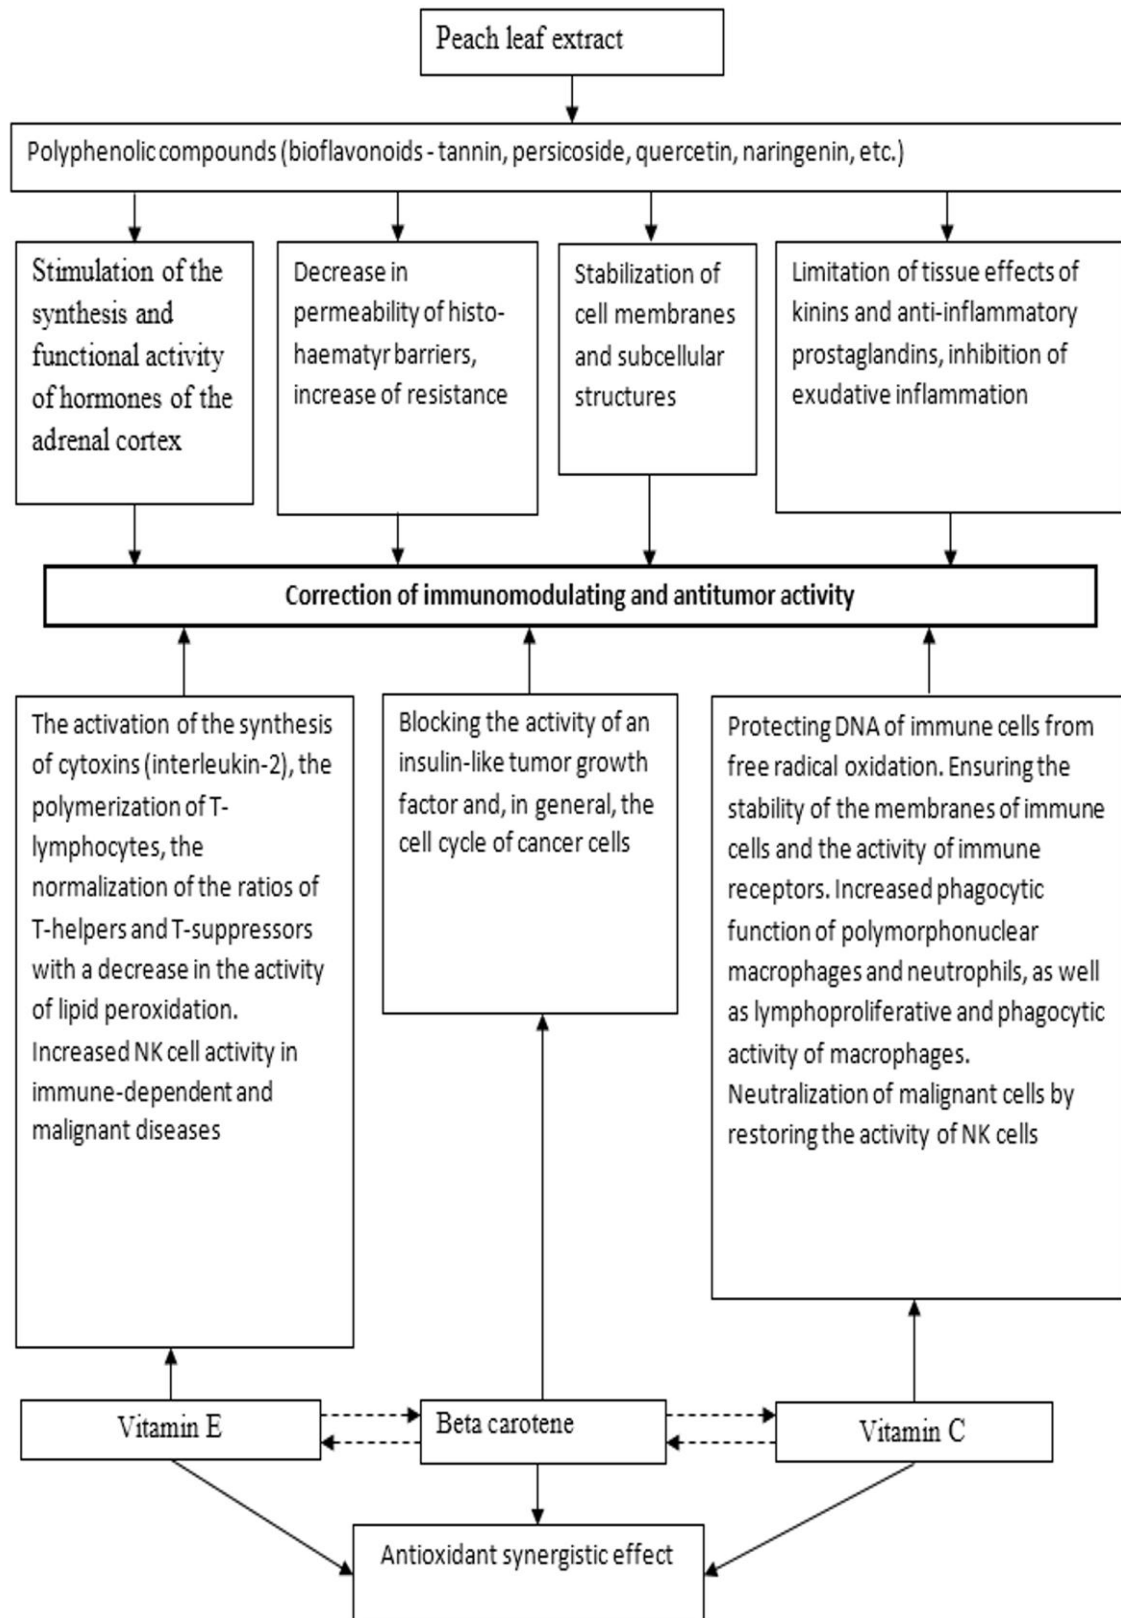 Peach leaf extract
Polyphenolic compounds (bioflavonoids - tannin, persicoside, quercetin, naringenin, etc.)
Stimulation of the
synthesis and
functional activity
of hormones of the
adrenal cortex
Decrease in
permeability of histo-
haematyr barriers,
increase of resistance
Stabilization of
cell membranes
and subcellular
structures
Limitation of tissue effects of
kinins and anti-inflammatory
prostaglandins, inhibition of
exudative inflammation
Correction of immunomodulating and antitumor activity
The activation of the synthesis
of cytoxins (interleukin-2), the
polymerization of T-
lymphocytes, the
normalization of the ratios of
T-helpers and T-suppressors
with a decrease in the activity
of lipid peroxidation.
Increased NK cell activity in
immune-dependent and
malignant diseases
Blocking the activity of an
insulin-like tumor growth
factor and, in general, the
cell cycle of cancer cells
Protecting DNA of immune cells from
free radical oxidation. Ensuring the
stability of the membranes of immune
cells and the activity of immune
receptors. Increased phagocytic
function of polymorphonuclear
macrophages and neutrophils, as well
as lymphoproliferative and phagocytic
activity of macrophages.
Neutralization of malignant cells by
restoring the activity of NK cells
Vitamin E
Beta carotene
Vitamin C
Antioxidant synergistic effect